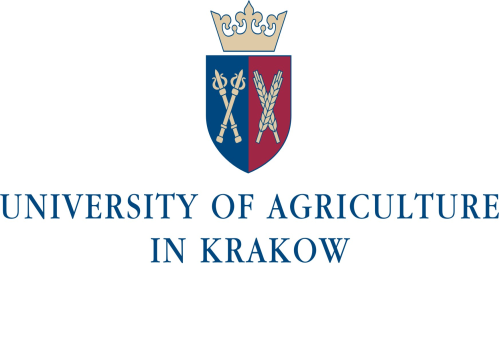 UNIVERSITY OF AGRICULTURE
IN KRAKOW